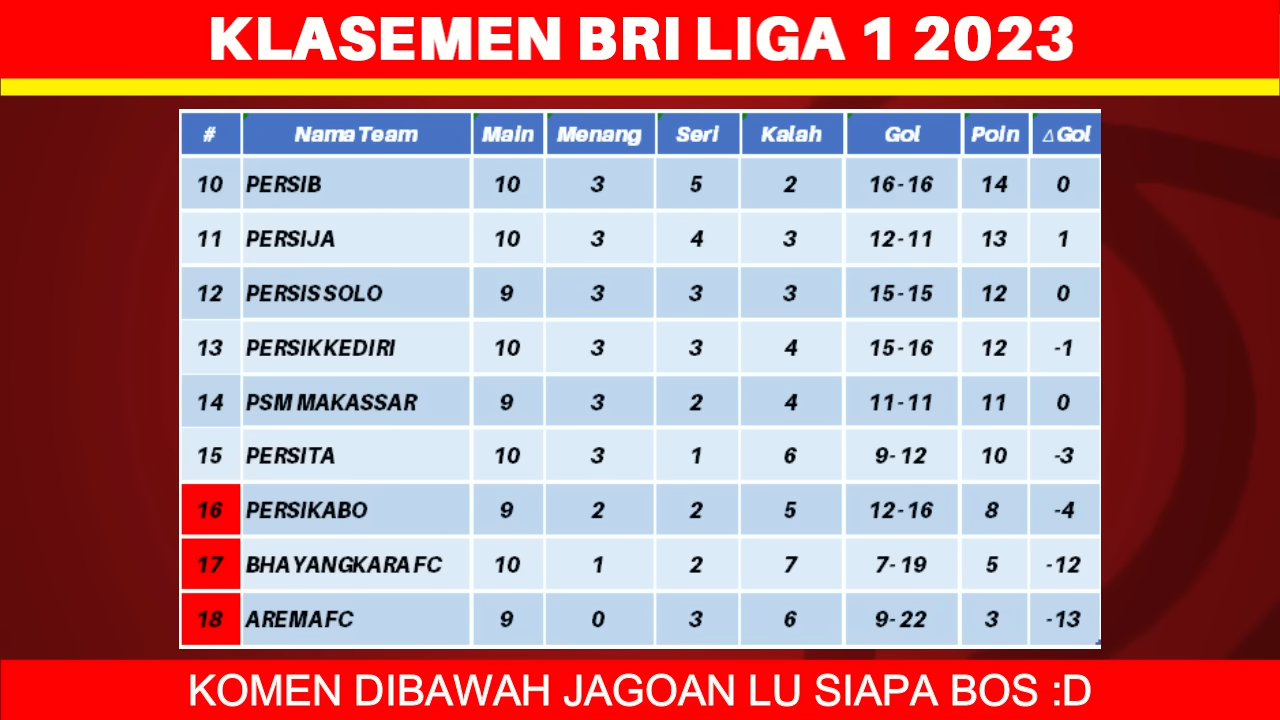 KLASEMEN BRI LIGA 1 2023
# Nama Team Main Menang Seri Kalah Gol Poin △Gol
10 PERSIB 10 3 5 2 16-16 14 0
11 PERSIJA 10 3 4 3 12-11 13 1
12 PERSIS SOLO 9 3 3 3 15-15 12 0
13 PERSIK KEDIRI 10 3 3 4 15-16 12 -1
14 PSM MAKASSAR 9 3 2 4 11-11 11 0
15 PERSITA 10 3 1 6 9-12 10 -3
16 PERSIKABO 9 2 2 5 12-16 8 -4
17 BHAYANGKARA FC 10 1 2 7 7-19 5 -12
18 AREMA FC 9 0 3 6 9-22 3 -13
KOMEN DIBAWAH JAGOAN LU SIAPA BOS :D